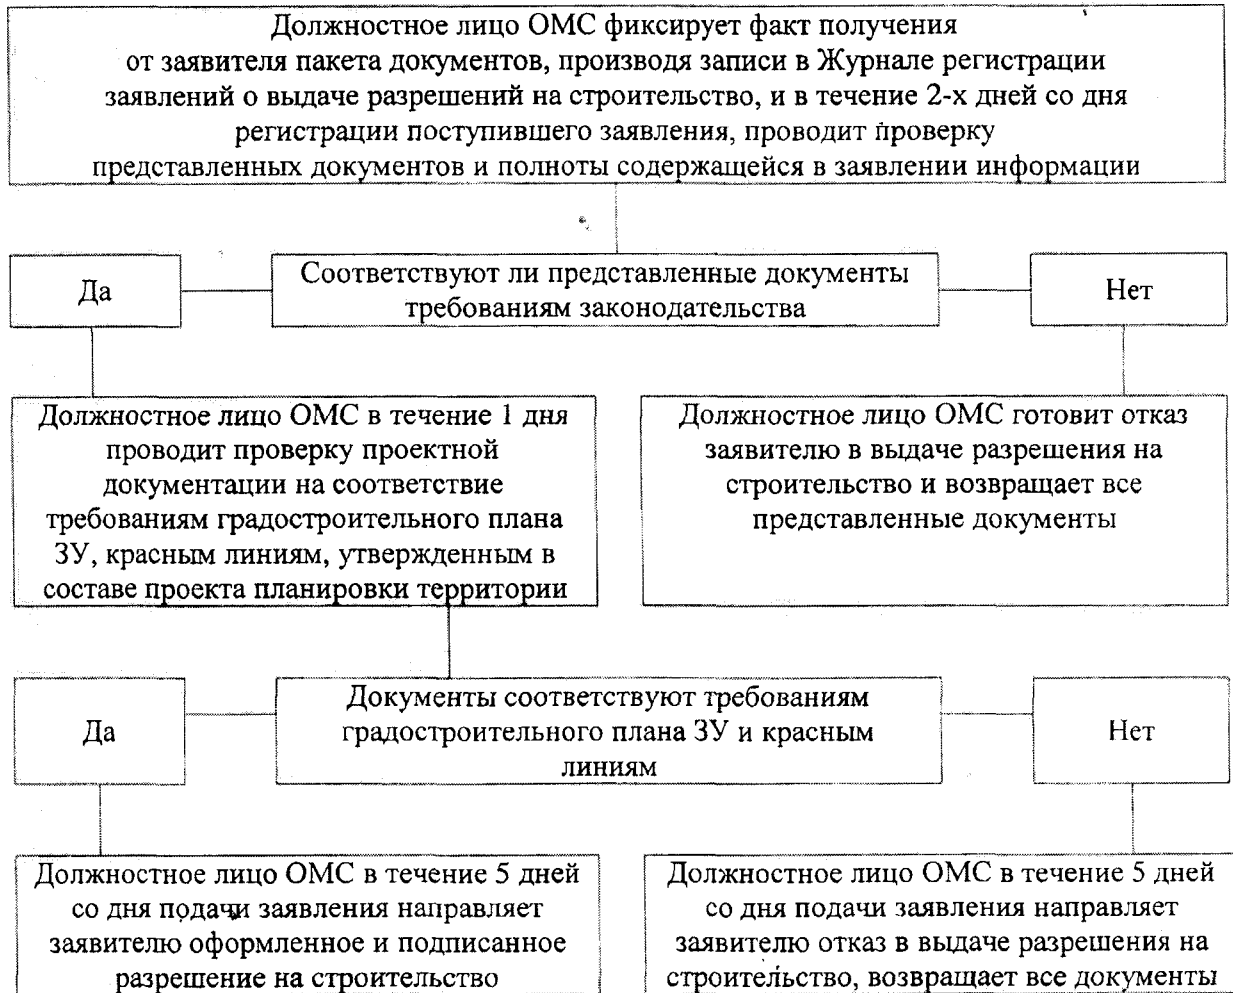 Должностное лицо ОМС фиксирует факт получения
от заявителя пакета документов, производя записи в Журнале регистрации
заявлений о выдаче разрешений на строительство, и в течение 2-х дней со дня
регистрации поступившего заявления, проводит проверку
представленных документов и полноты содержащейся в заявлении информации
Да
Соответствуют ли представленные документы
требованиям законодательства
Нет
Должностное лицо ОМС в течение 1 дня
проводит проверку проектной
документации на соответствие
требованиям градостроительного плана
ЗУ, красным линиям, утвержденным в
составе проекта планировки территории
Должностное лицо ОМС готовит отказ
заявителю в выдаче разрешения на
строительство и возвращает все
представленные документы
Да
Документы соответствуют требованиям
градостроительного плана ЗУ и красным
линиям
Нет
Должностное лицо ОМС в течение 5 дней
со дня подачи заявления направляет
заявителю оформленное и подписанное
разрешение на строительство
Должностное лицо ОМС в течение 5 дней
со дня подачи заявления направляет
заявителю отказ в выдаче разрешения на
строительство, возвращает все документы